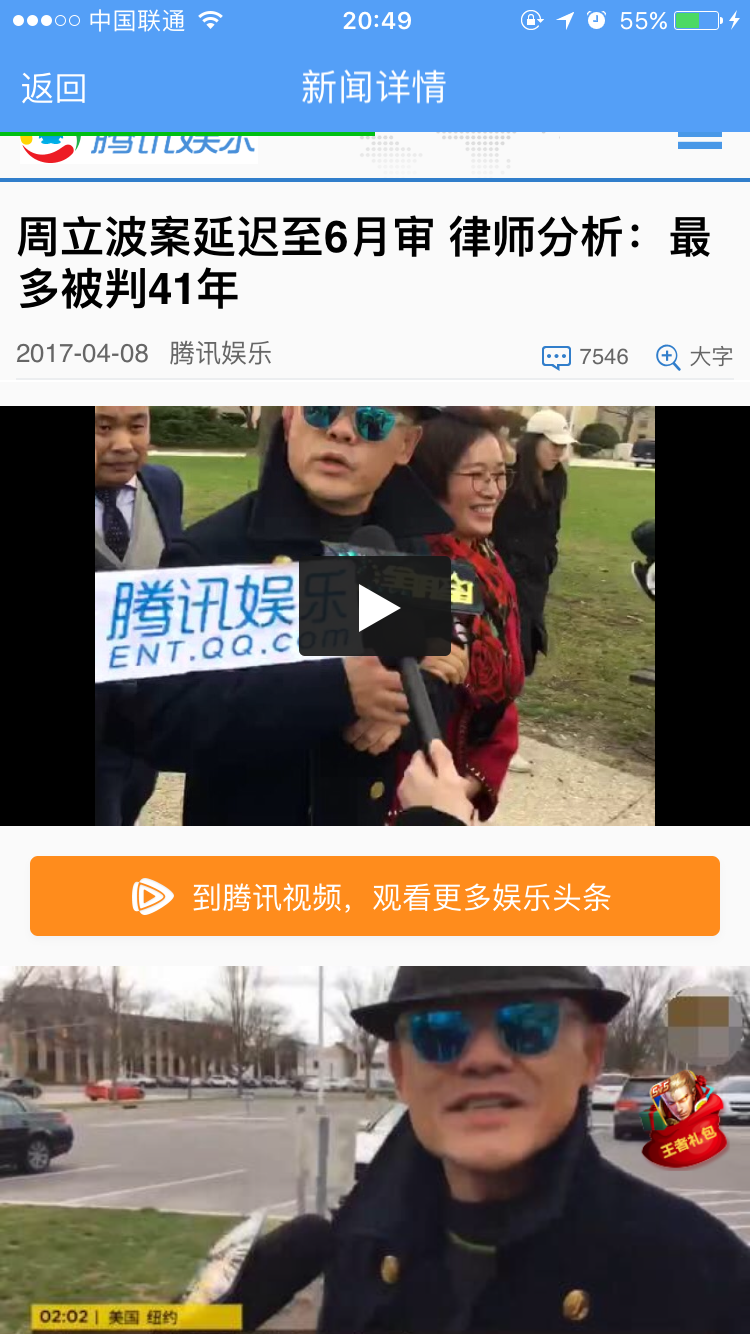 中国联通
20:49
55%
返回
新闻详情
腾讯娱乐
周立波案延迟至6月审 律师分析：最
多被判41年
2017-04-08 腾讯娱乐
7546
大字
腾讯娱乐
ENT.QQ.com
到腾讯视频，观看更多娱乐头条
S15
王者礼包
02:02 | 美国 纽约